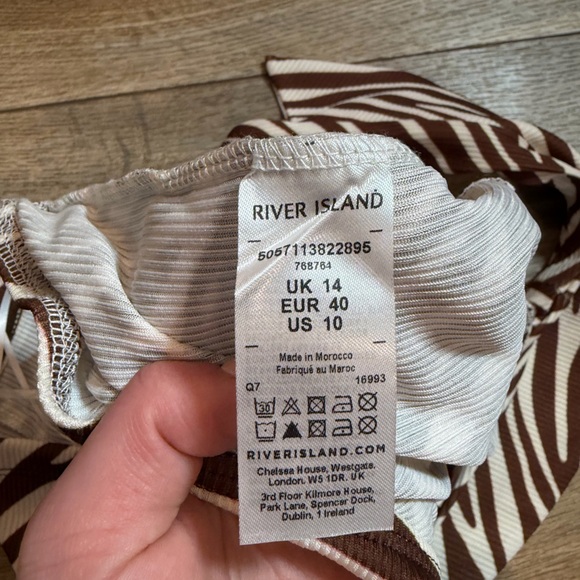 RIVER ISLAND
5057113822895
768764
UK 14
EUR 40
US 10
Made in Morocco
Fabriqué au Maroc
Q7 16993
30
RIVERISLAND.COM
Chelsea House, Westgate.
London. W5 1DR. UK
3rd Floor Kilmore House,
Park Lane, Spencer Dock,
Dublin, 1 Ireland